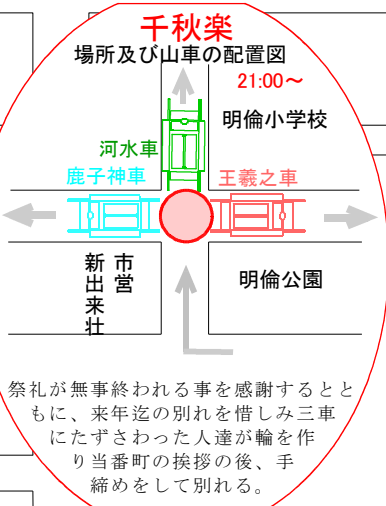 千秋楽
場所及び山車の配置図
21:00～
明倫小学校
河水車
鹿子神車
王羲之車
市営
新出来壮
明倫公園
祭礼が無事終われる事を感謝するとと
もに、来年迄の別れを惜しみ三車
にたずさわった人達が輪を作
り当番町の挨拶の後、手
締めをして別れる。